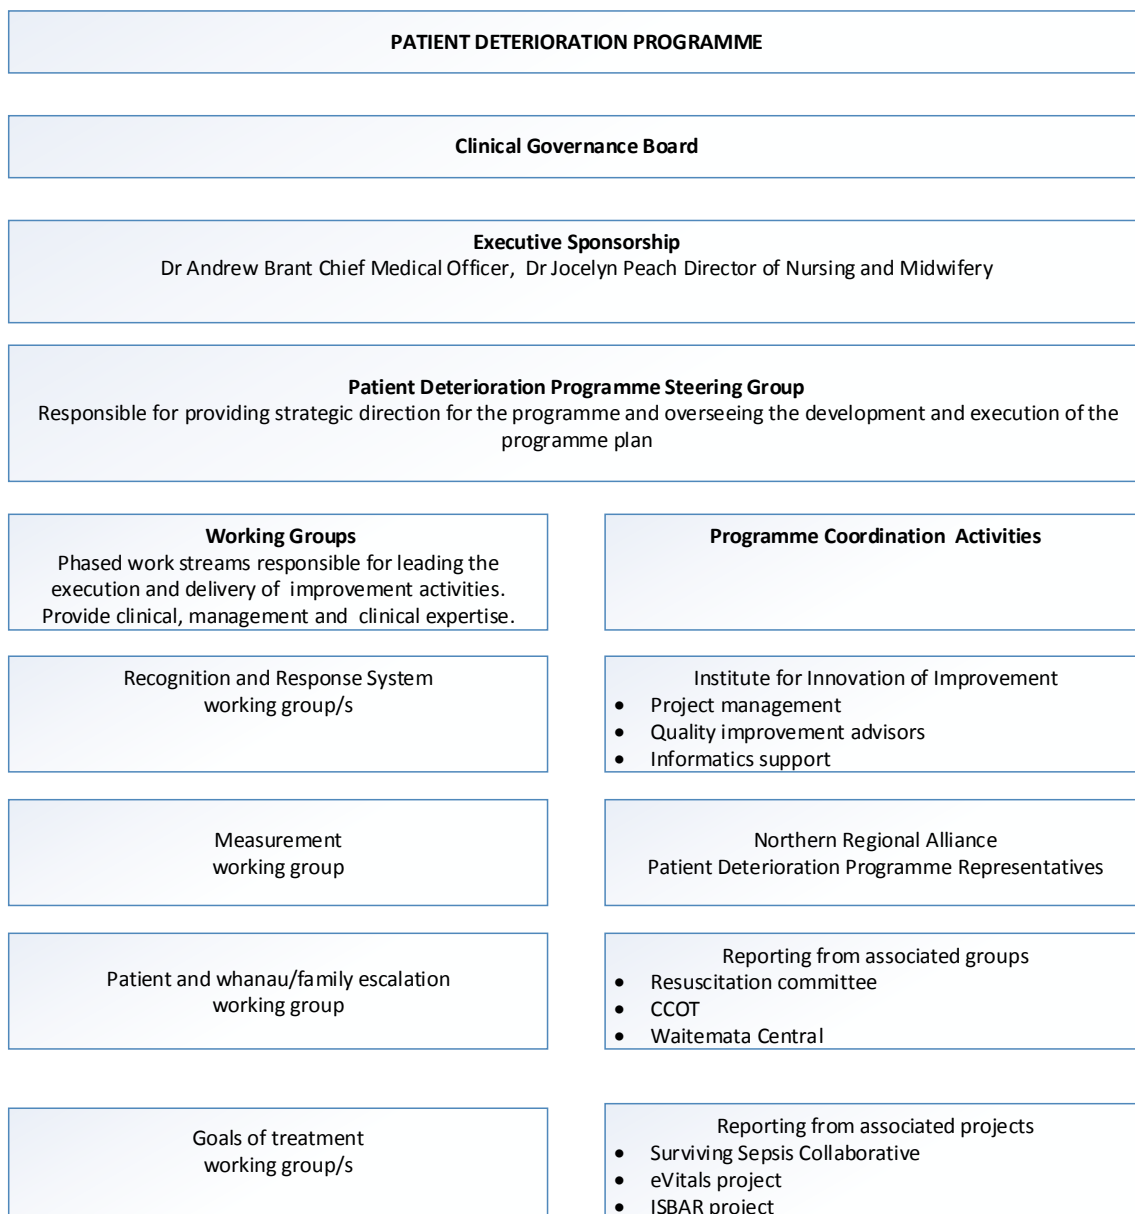 PATIENT DETERIORATION PROGRAMME
Clinical Governance Board
Executive Sponsorship
Dr Andrew Brant Chief Medical Officer, Dr Jocelyn Peach Director of Nursing and Midwifery
Patient Deterioration Programme Steering Group
Responsible for providing strategic direction for the programme and overseeing the development and execution of the
programme plan
Working Groups
Phased work streams responsible for leading the
execution and delivery of improvement activities.
Provide clinical, management and clinical expertise.
Programme Coordination Activities
Recognition and Response System
working group/s
Institute for Innovation of Improvement
• Project management
• Quality improvement advisors
• Informatics support
Measurement
working group
Northern Regional Alliance
Patient Deterioration Programme Representatives
Patient and whanau/family escalation
working group
Reporting from associated groups
• Resuscitation committee
• CCOT
• Waitemata Central
Goals of treatment
working group/s
Reporting from associated projects
• Surviving Sepsis Collaborative
• eVitals project
• ISBAR project